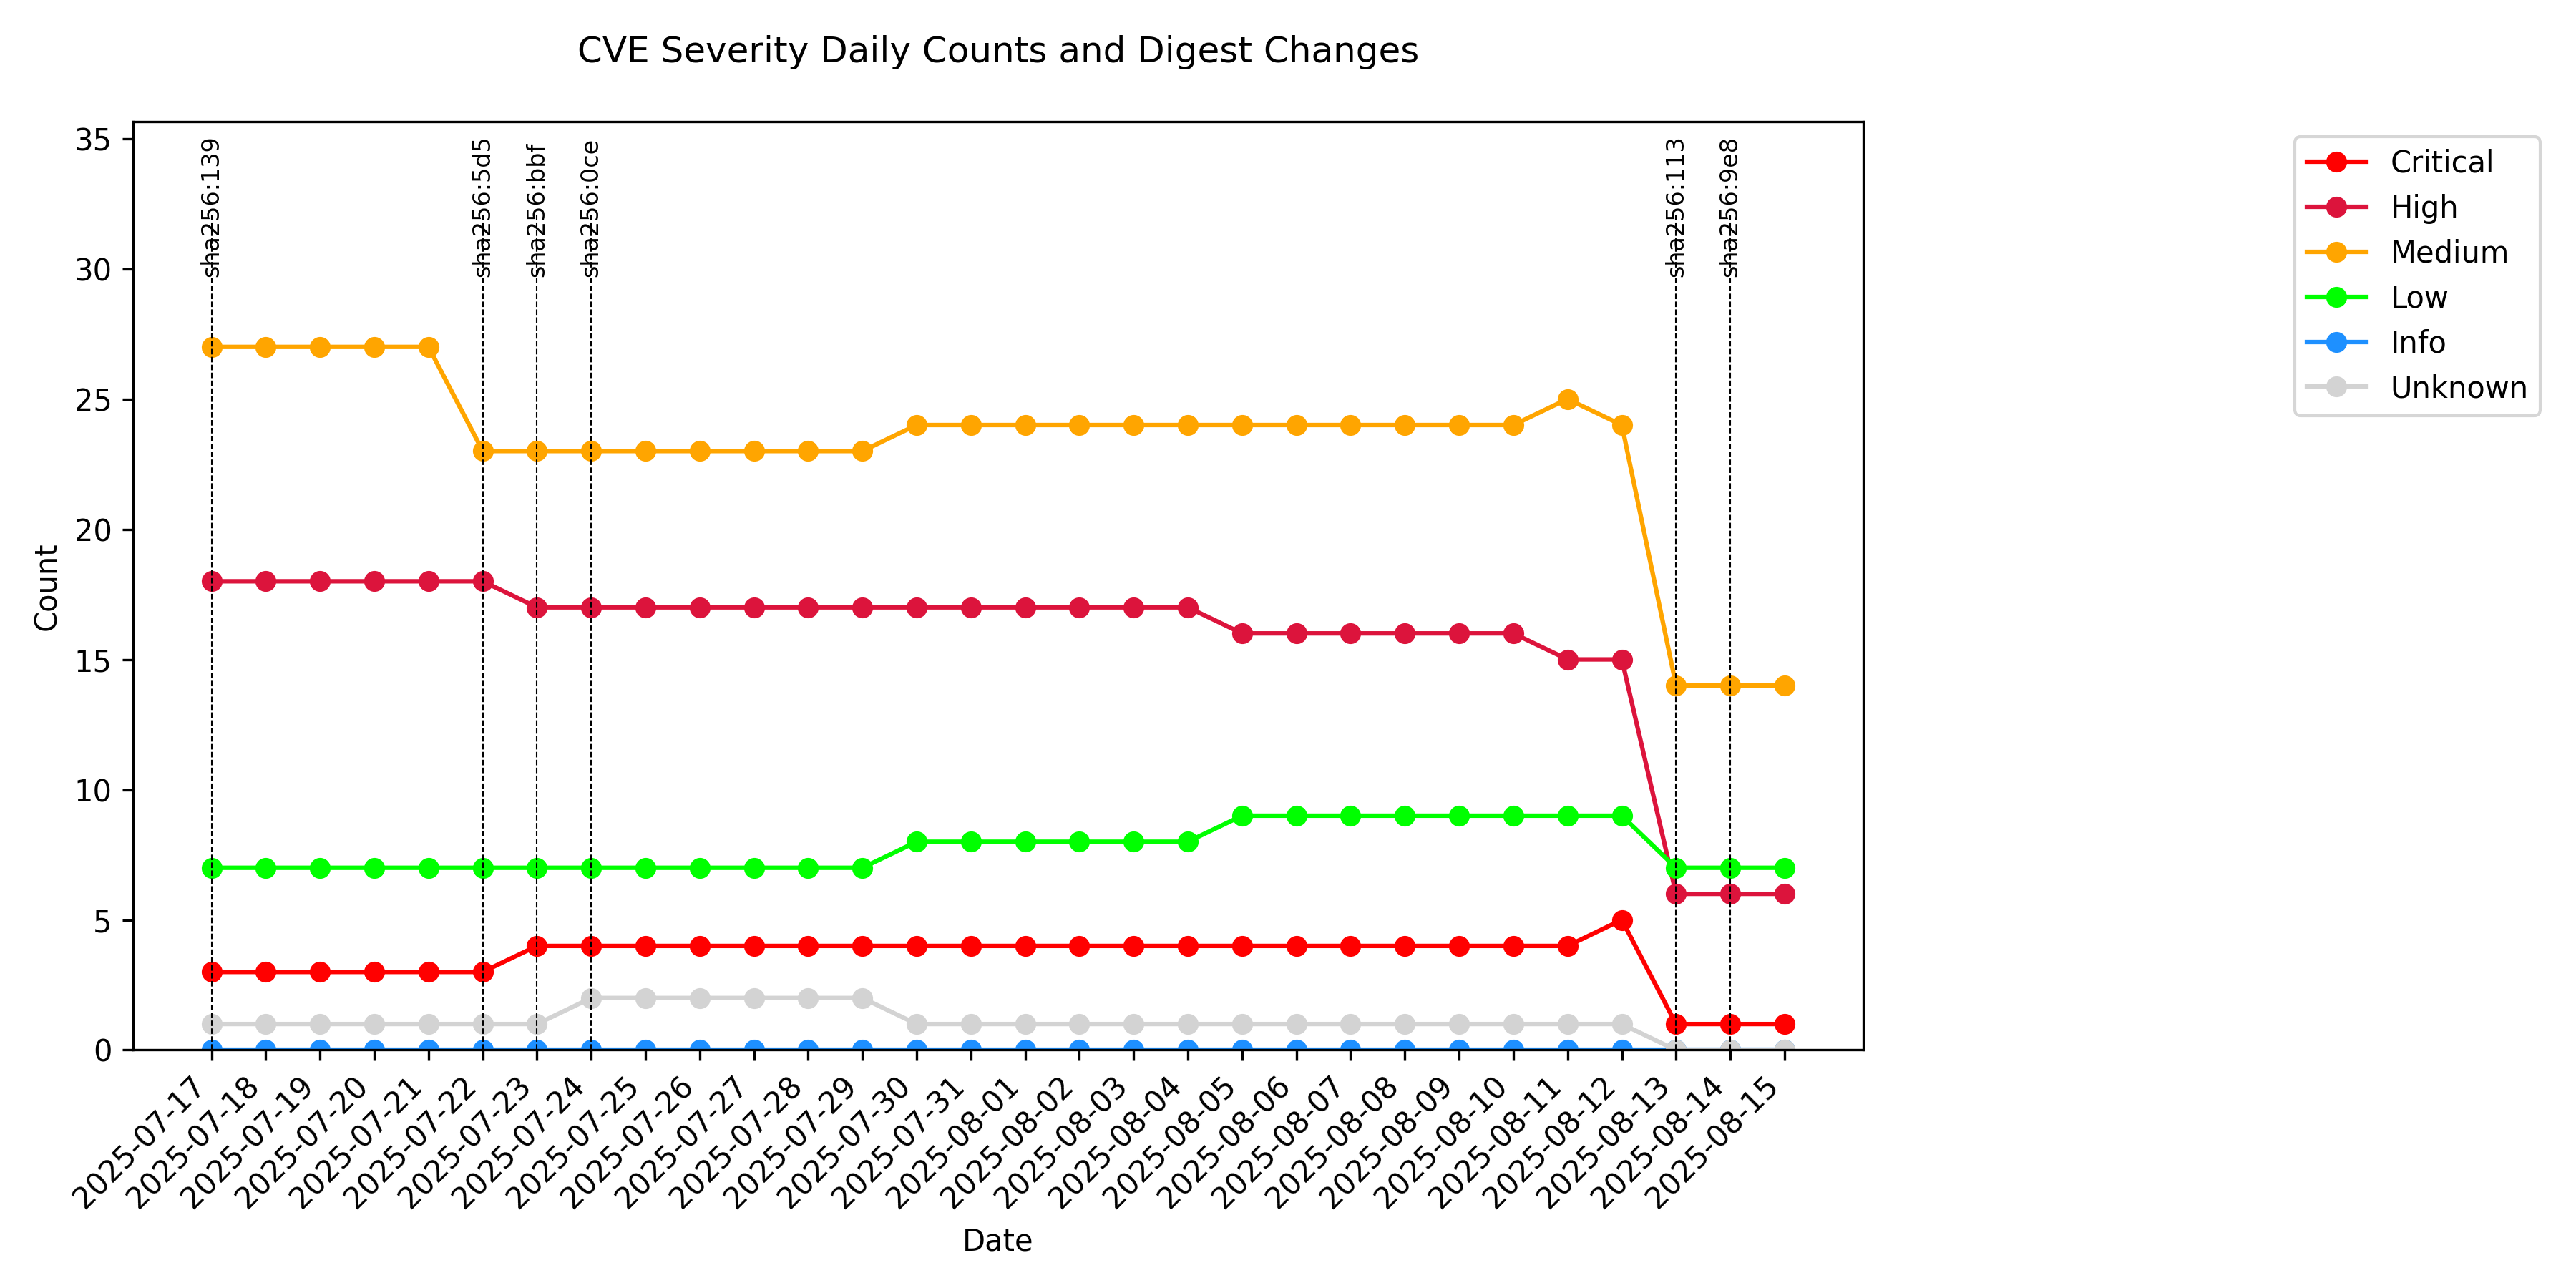 CVE Severity Daily Counts and Digest Changes
35
30
25
20
15
10
5
0
Count
sha256:139
sha256:5d5
sha256:bbf
sha256:0ce
sha256:113
sha256:9e8
Critical
High
Medium
Low
Info
Unknown
2025-07-17
2025-07-18
2025-07-19
2025-07-20
2025-07-21
2025-07-22
2025-07-23
2025-07-24
2025-07-25
2025-07-26
2025-07-27
2025-07-28
2025-07-29
2025-07-30
2025-07-31
2025-08-01
2025-08-02
2025-08-03
2025-08-04
2025-08-05
2025-08-06
2025-08-07
2025-08-08
2025-08-09
2025-08-10
2025-08-11
2025-08-12
2025-08-13
2025-08-14
2025-08-15
Date